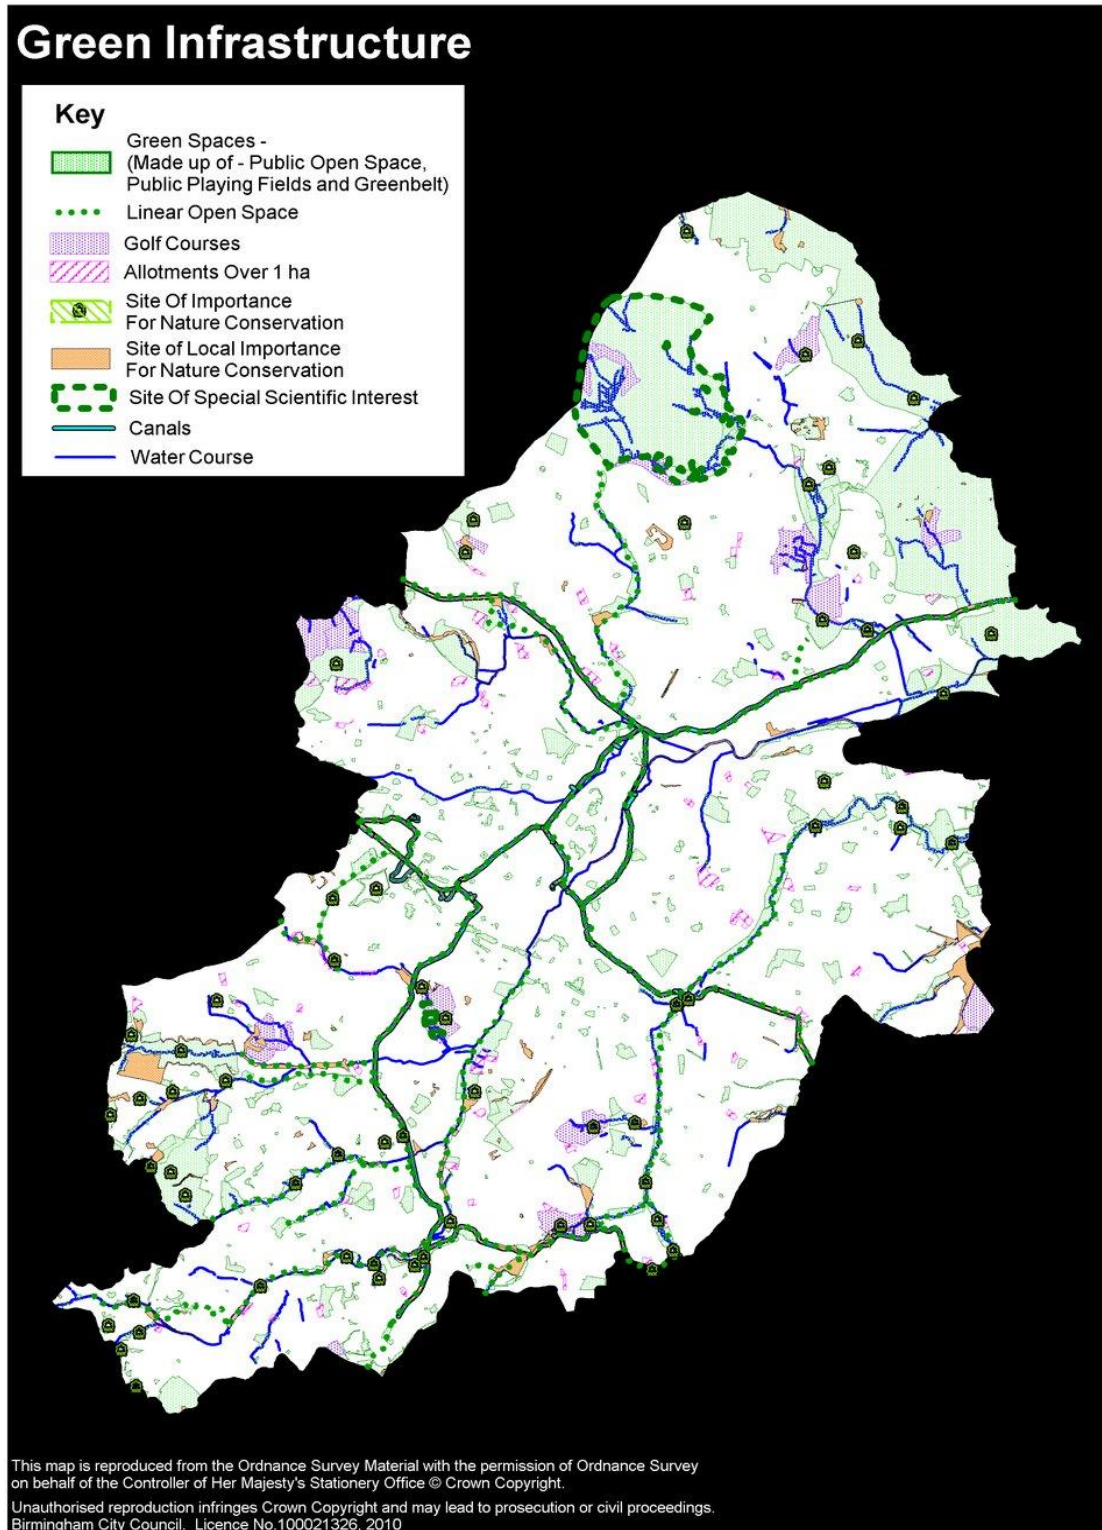 Green Infrastructure
Key
Green Spaces -
(Made up of - Public Open Space,
Public Playing Fields and Greenbelt)
Linear Open Space
Golf Courses
Allotments Over 1 ha
Site Of Importance
For Nature Conservation
Site of Local Importance
For Nature Conservation
Site Of Special Scientific Interest
Canals
Water Course
This map is reproduced from the Ordnance Survey Material with the permission of Ordnance Survey
on behalf of the Controller of Her Majesty's Stationery Office © Crown Copyright.
Unauthorised reproduction infringes Crown Copyright and may lead to prosecution or civil proceedings.
Birmingham City Council. Licence No.100021326, 2010